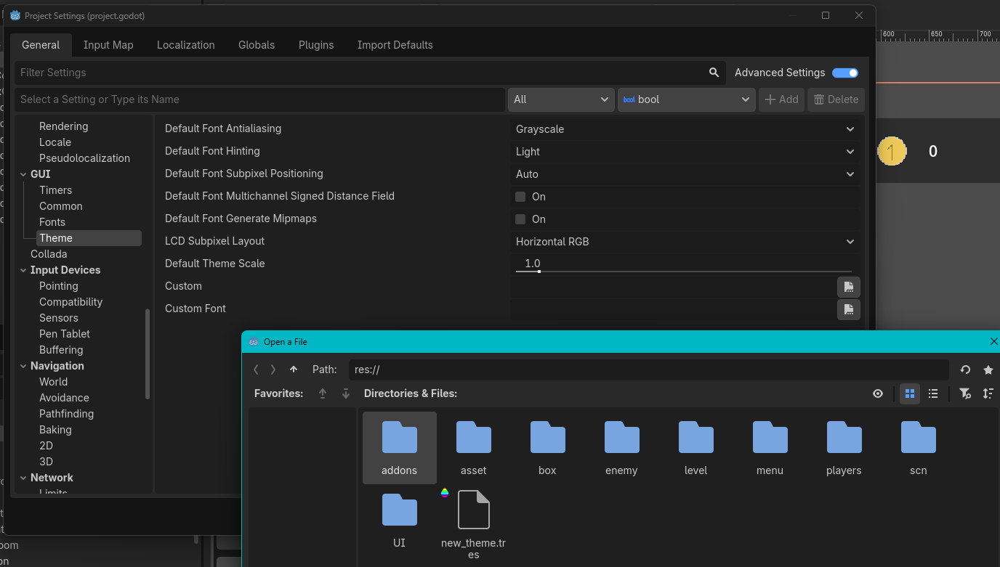 Project Settings (project.godot)
General
Input Map
Localization
Globals
Plugins
Import Defaults
Filter Settings
Advanced Settings
Select a Setting or Type its Name
All
bool bool
Add
Delete
Rendering
Locale
Pseudolocalization
GUI
Timers
Common
Fonts
Theme
Collada
Input Devices
Pointing
Compatibility
Sensors
Pen Tablet
Buffering
Navigation
World
Avoidance
Pathfinding
Baking
2D
3D
Network
Limits
Default Font Antialiasing
Grayscale
Default Font Hinting
Light
Default Font Subpixel Positioning
Auto
Default Font Multichannel Signed Distance Field
On
Default Font Generate Mipmaps
On
LCD Subpixel Layout
Horizontal RGB
Default Theme Scale
1.0
Custom
Custom Font
600
650
700
1
0
Open a File
Path:
res://
Favorites:
Directories & Files:
addons
asset
box
enemy
level
menu
players
scn
UI
new_theme.tr
es
oom
on